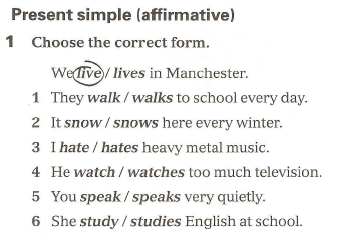 Present simple (affirmative)
1 Choose the correct form.
We live / lives in Manchester.
1 They walk / walks to school every day.
2 It snow / snows here every winter.
3 I hate / hates heavy metal music.
4 He watch / watches too much television.
5 You speak / speaks very quietly.
6 She study / studies English at school.